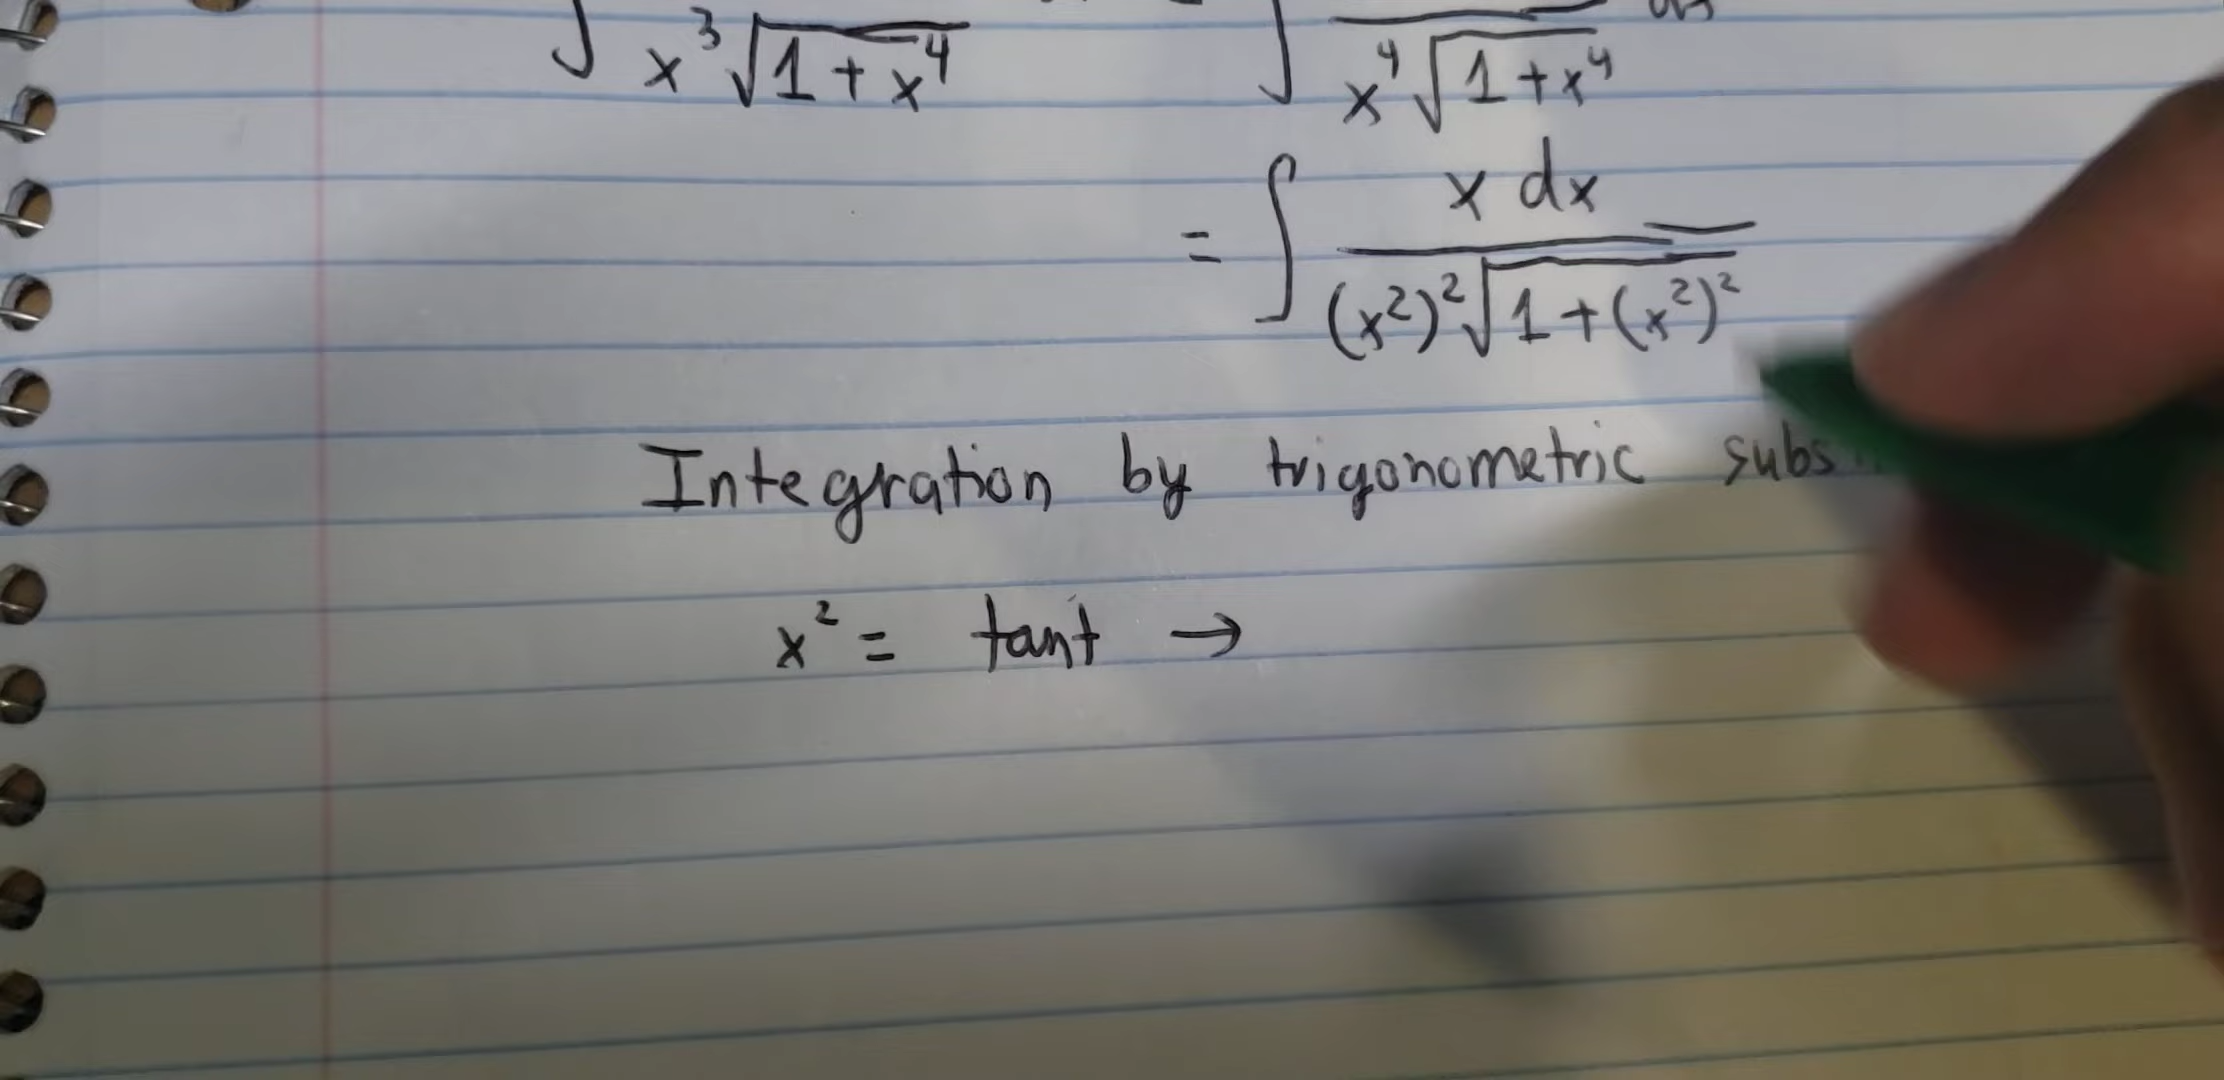 ∫ x³√(1+x⁴) ∫ x⁴√(1+x⁴)
= ∫ x dx / (x²)²√(1+(x²)²)
Integration by trigonometric subs
x² = tant →